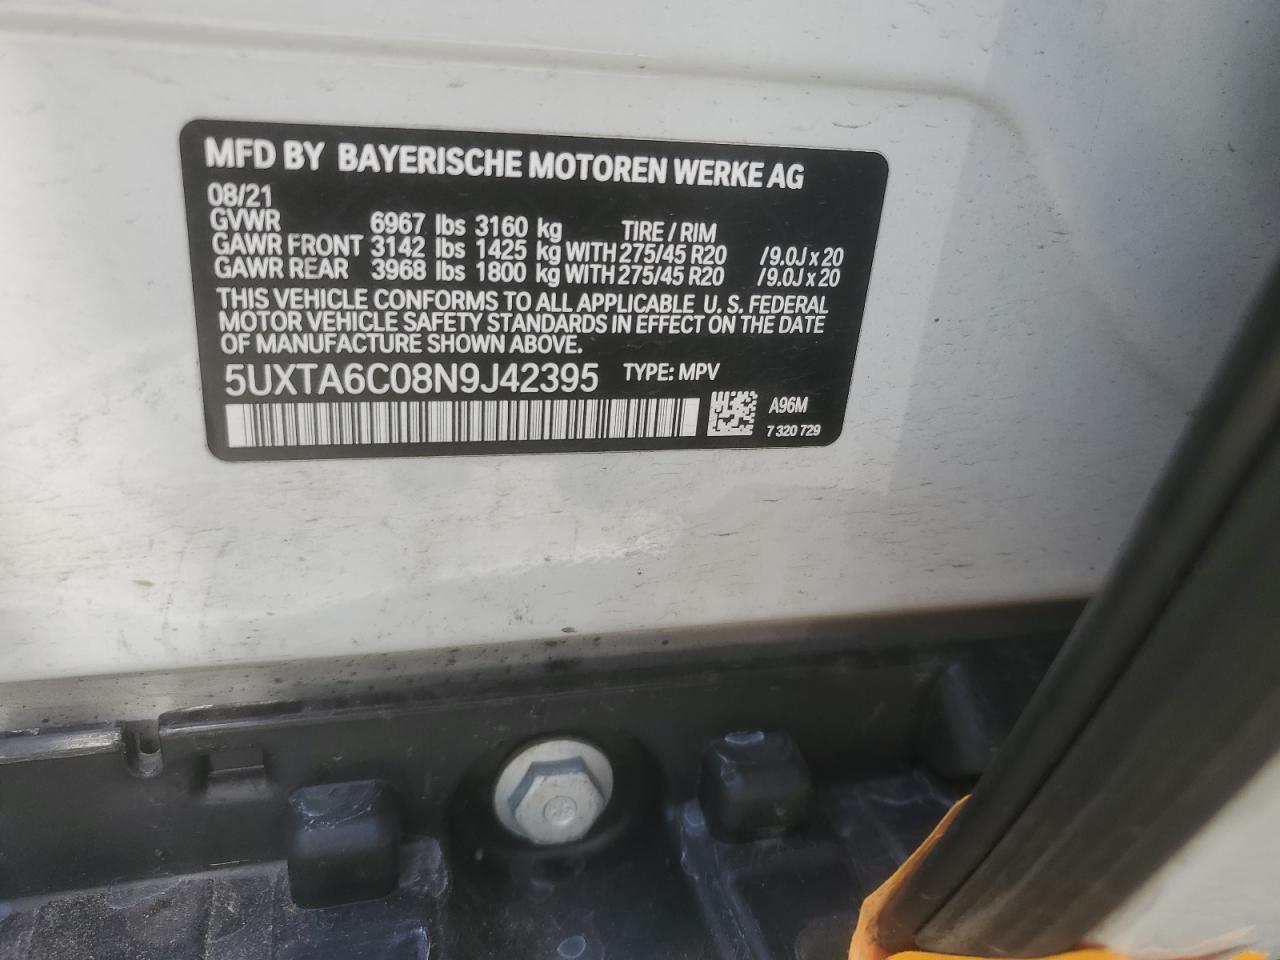 MFD BY BAYERISCHE MOTOREN WERKE AG
08/21
GVWR 6967 lbs 3160 kg TIRE / RIM
GAWR FRONT 3142 lbs 1425 kg WITH 275/45 R20 /9.0J x 20
GAWR REAR 3968 lbs 1800 kg WITH 275/45 R20 /9.0J x 20
THIS VEHICLE CONFORMS TO ALL APPLICABLE U.S. FEDERAL
MOTOR VEHICLE SAFETY STANDARDS IN EFFECT ON THE DATE
OF MANUFACTURE SHOWN ABOVE.
5UXTA6C08N9J42395 TYPE: MPV
A96M
7 320 729